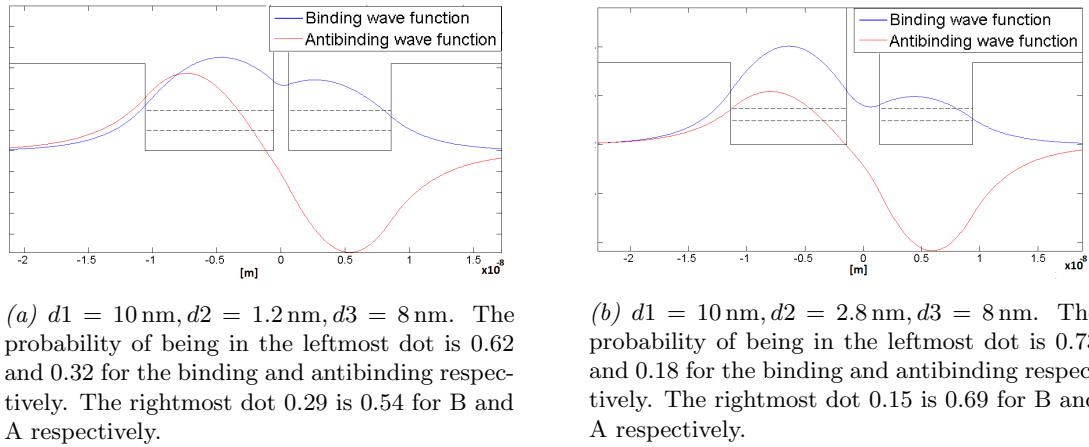 Binding wave function
Antibinding wave function
-2
-1.5
-1
-0.5
0
0.5
1
1.5
[m]
x10⁻⁸
(a) d1 = 10 nm, d2 = 1.2 nm, d3 = 8 nm. The
probability of being in the leftmost dot is 0.62
and 0.32 for the binding and antibinding respec-
tively. The rightmost dot 0.29 is 0.54 for B and
A respectively.
Binding wave function
Antibinding wave function
-2
-1.5
-1
-0.5
0
0.5
1
1.5
[m]
x10⁻⁸
(b) d1 = 10 nm, d2 = 2.8 nm, d3 = 8 nm. The
probability of being in the leftmost dot is 0.73
and 0.18 for the binding and antibinding respec
tively. The rightmost dot 0.15 is 0.69 for B and
A respectively.